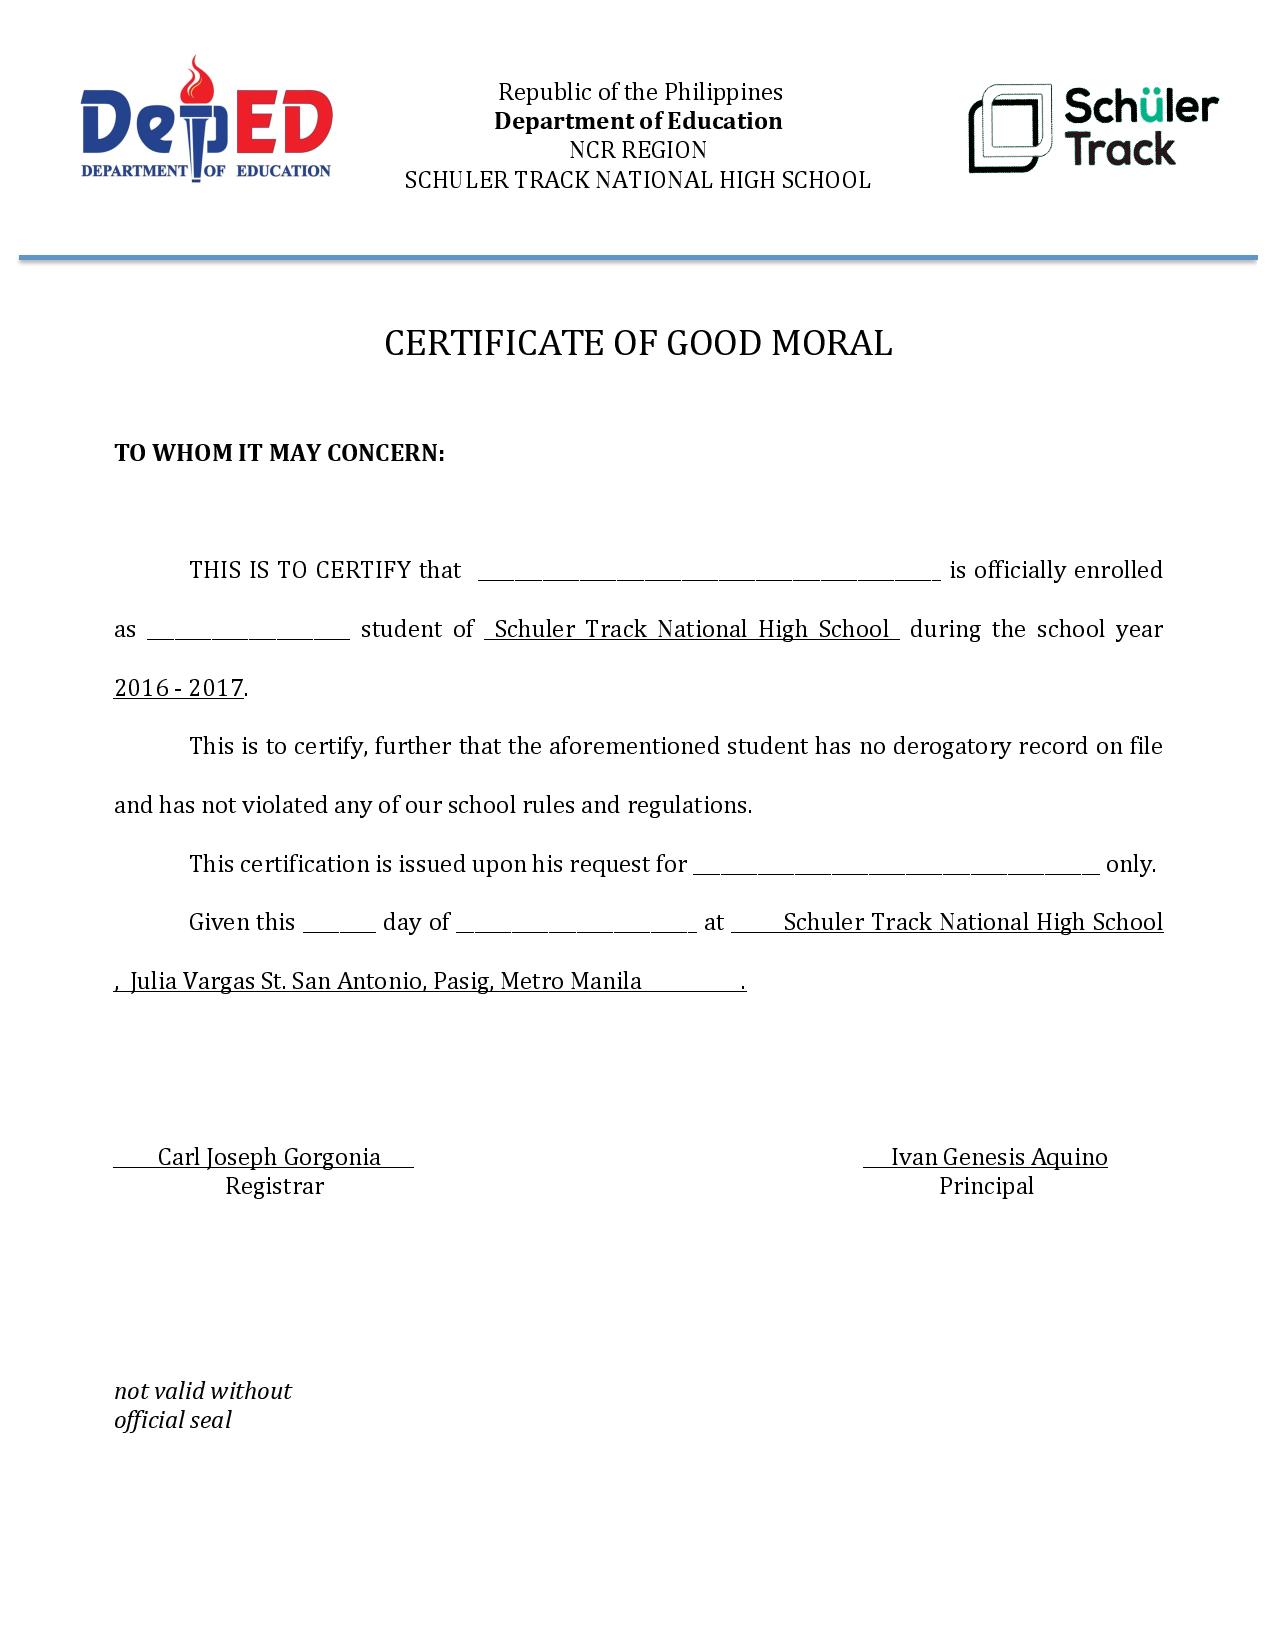 DepED
DEPARTMENT OF EDUCATION
Republic of the Philippines
Department of Education
NCR REGION
SCHULER TRACK NATIONAL HIGH SCHOOL
Schüler
Track
CERTIFICATE OF GOOD MORAL
TO WHOM IT MAY CONCERN:
THIS IS TO CERTIFY that ______________________________________ is officially enrolled
as _________________ student of Schuler Track National High School during the school year
2016 - 2017.
This is to certify, further that the aforementioned student has no derogatory record on file
and has not violated any of our school rules and regulations.
This certification is issued upon his request for __________________________________ only.
Given this ______ day of ____________________ at Schuler Track National High School
, Julia Vargas St. San Antonio, Pasig, Metro Manila .
Carl Joseph Gorgonia
Registrar
Ivan Genesis Aquino
Principal
not valid without
official seal